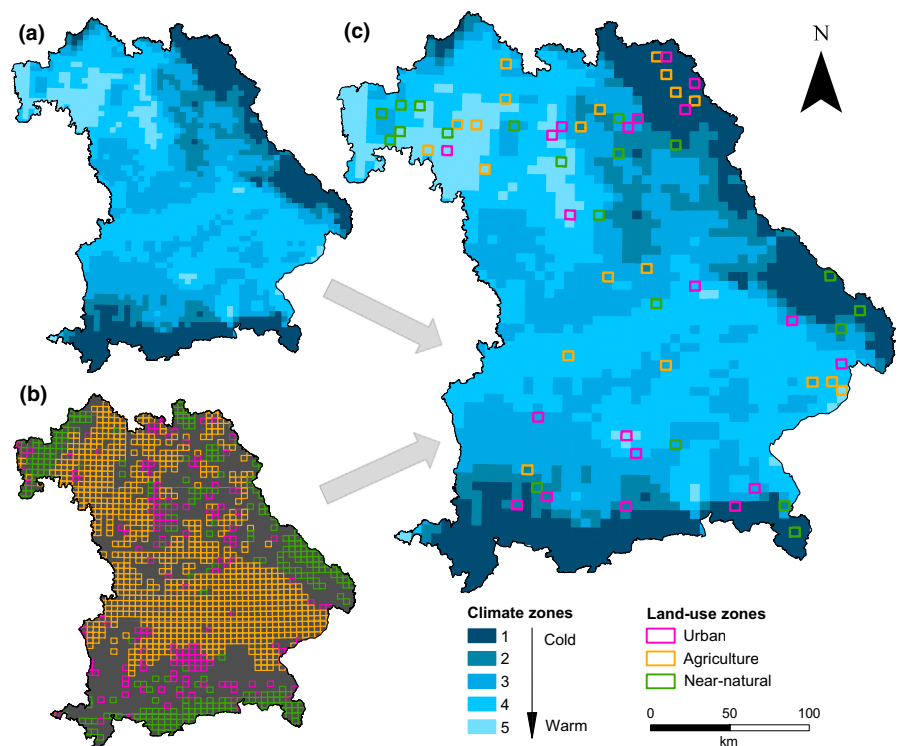 (a)
(c)
N
(b)
Climate zones
1
2
3
4
5
Cold
Warm
Land-use zones
Urban
Agriculture
Near-natural
0 50 100
km